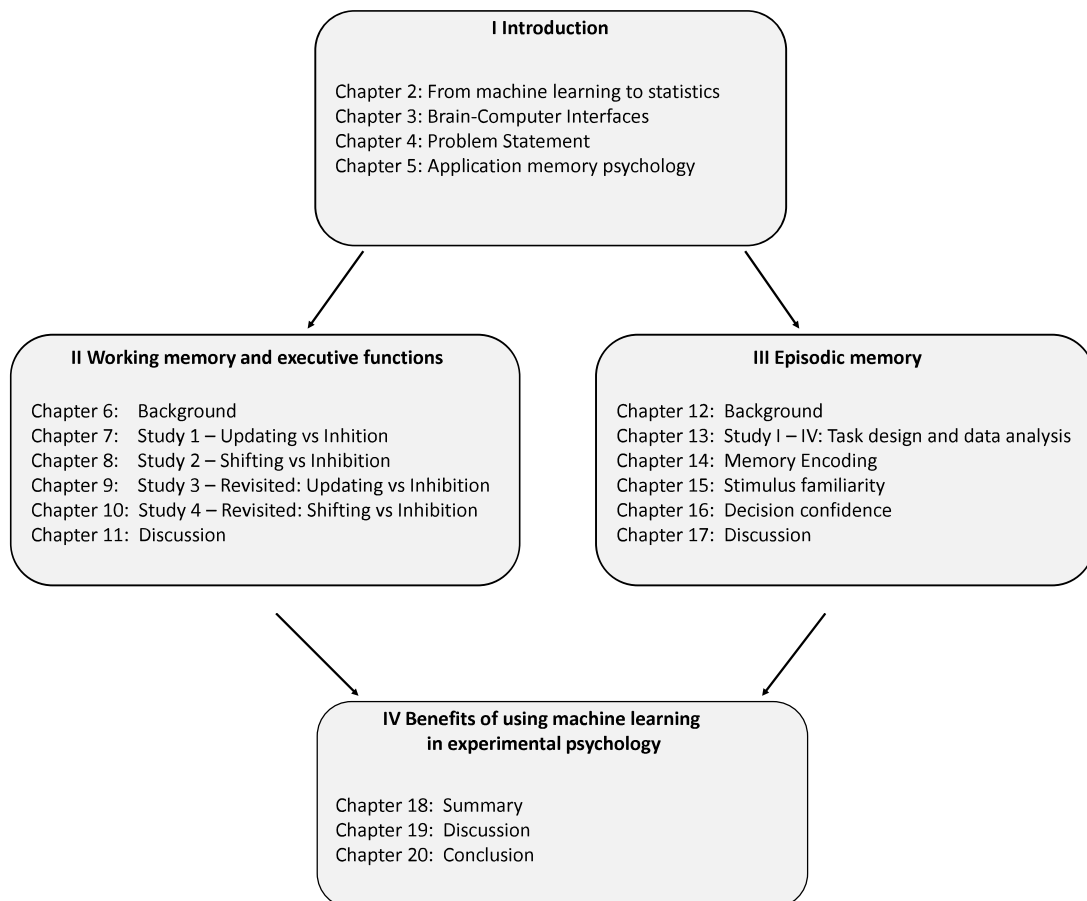 I Introduction
Chapter 2: From machine learning to statistics
Chapter 3: Brain-Computer Interfaces
Chapter 4: Problem Statement
Chapter 5: Application memory psychology
II Working memory and executive functions
Chapter 6: Background
Chapter 7: Study 1 – Updating vs Inhition
Chapter 8: Study 2 – Shifting vs Inhibition
Chapter 9: Study 3 – Revisited: Updating vs Inhibition
Chapter 10: Study 4 – Revisited: Shifting vs Inhibition
Chapter 11: Discussion
III Episodic memory
Chapter 12: Background
Chapter 13: Study I – IV: Task design and data analysis
Chapter 14: Memory Encoding
Chapter 15: Stimulus familiarity
Chapter 16: Decision confidence
Chapter 17: Discussion
IV Benefits of using machine learning
in experimental psychology
Chapter 18: Summary
Chapter 19: Discussion
Chapter 20: Conclusion